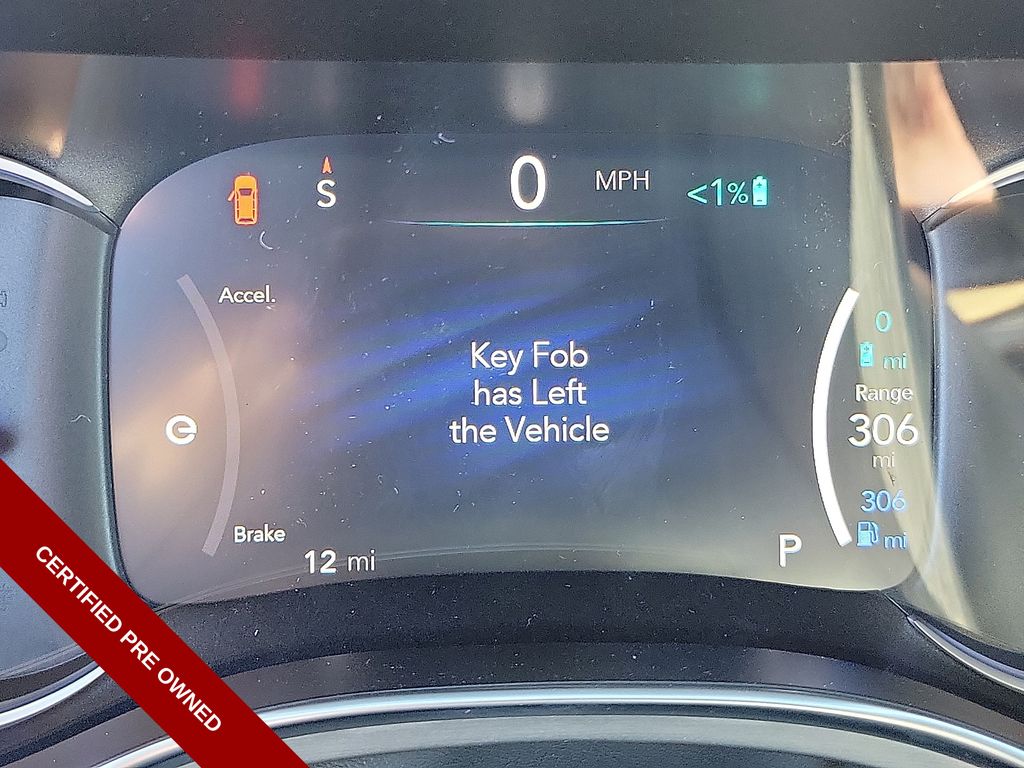 S
0 MPH
<1%
Accel.
0
mi
Key Fob
has Left
the Vehicle
Range
306
mi
306
mi
Brake
12 mi
P
CERTIFIED PRE OWNED